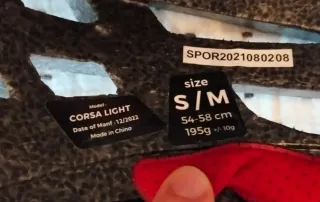 SPOR2021080208
Model :
CORSA LIGHT
Date of Manf : 12/2022
Made in China
size
S/M
54-58 cm
195g +/- 10g